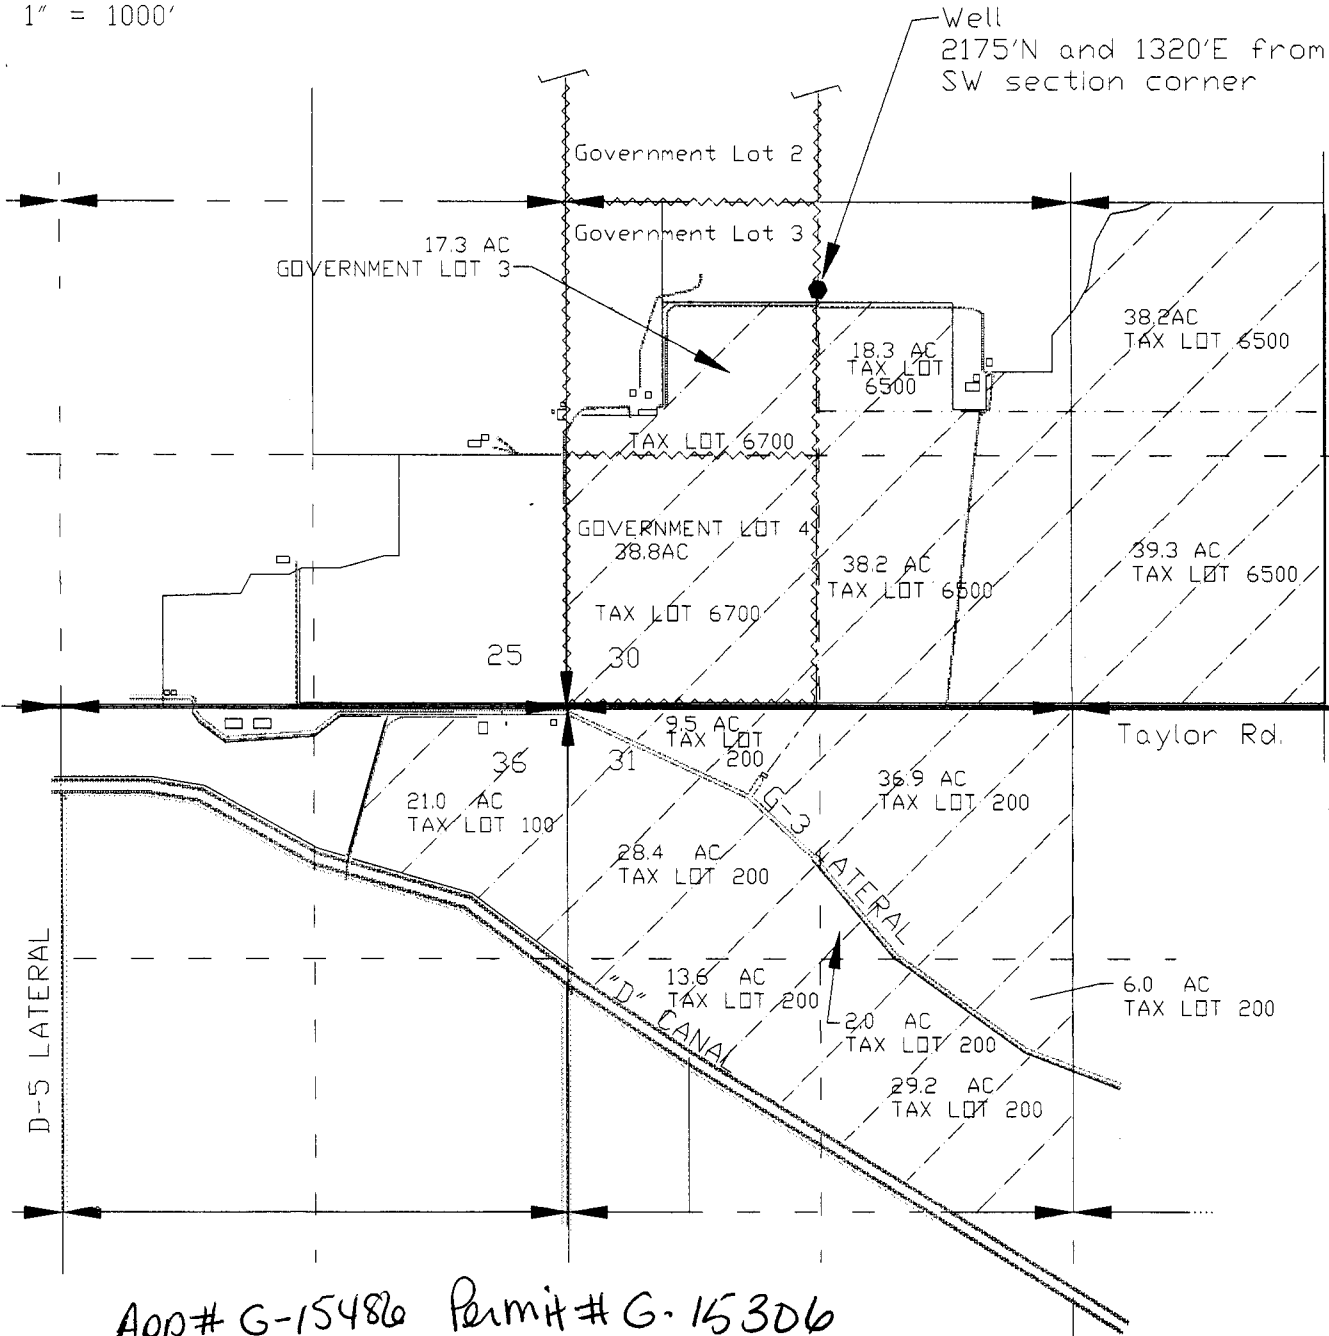 1" = 1000'
Well
2175'N and 1320'E from
SW section corner
Government Lot 2
Government Lot 3
17.3 AC
GOVERNMENT LOT 3
38.2AC
TAX LOT 6500
18.3 AC
TAX LOT
6500
TAX LOT 6700
GOVERNMENT LOT 4
38.8AC
38.2 AC
TAX LOT 6500
39.3 AC
TAX LOT 6500
TAX LOT 6700
25
30
9.5 AC
TAX LOT
200
Taylor Rd.
36
31
21.0 AC
TAX LOT 100
G-3 LATERAL
36.9 AC
TAX LOT 200
28.4 AC
TAX LOT 200
D-5 LATERAL
13.6 AC
TAX LOT 200
"D" CANAL
2.0 AC
TAX LOT 200
6.0 AC
TAX LOT 200
29.2 AC
TAX LOT 200
App# G-15486 Permit# G-15306